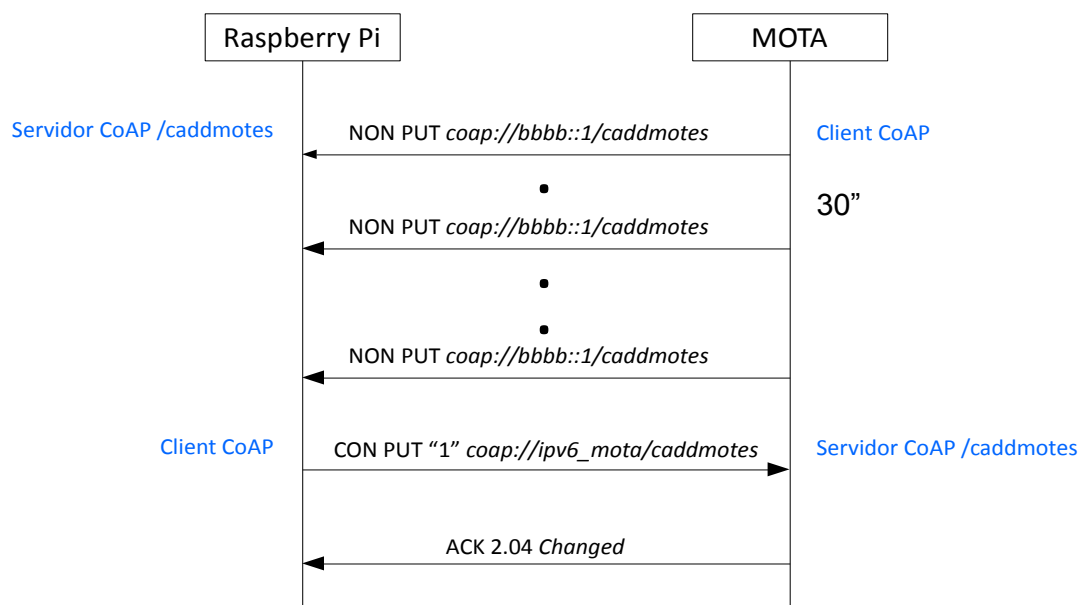 Raspberry Pi
MOTA
Servidor CoAP /caddmotes
NON PUT coap://bbbb::1/caddmotes
Client CoAP
30”
NON PUT coap://bbbb::1/caddmotes
NON PUT coap://bbbb::1/caddmotes
Client CoAP
CON PUT “1” coap://ipv6_mota/caddmotes
Servidor CoAP /caddmotes
ACK 2.04 Changed